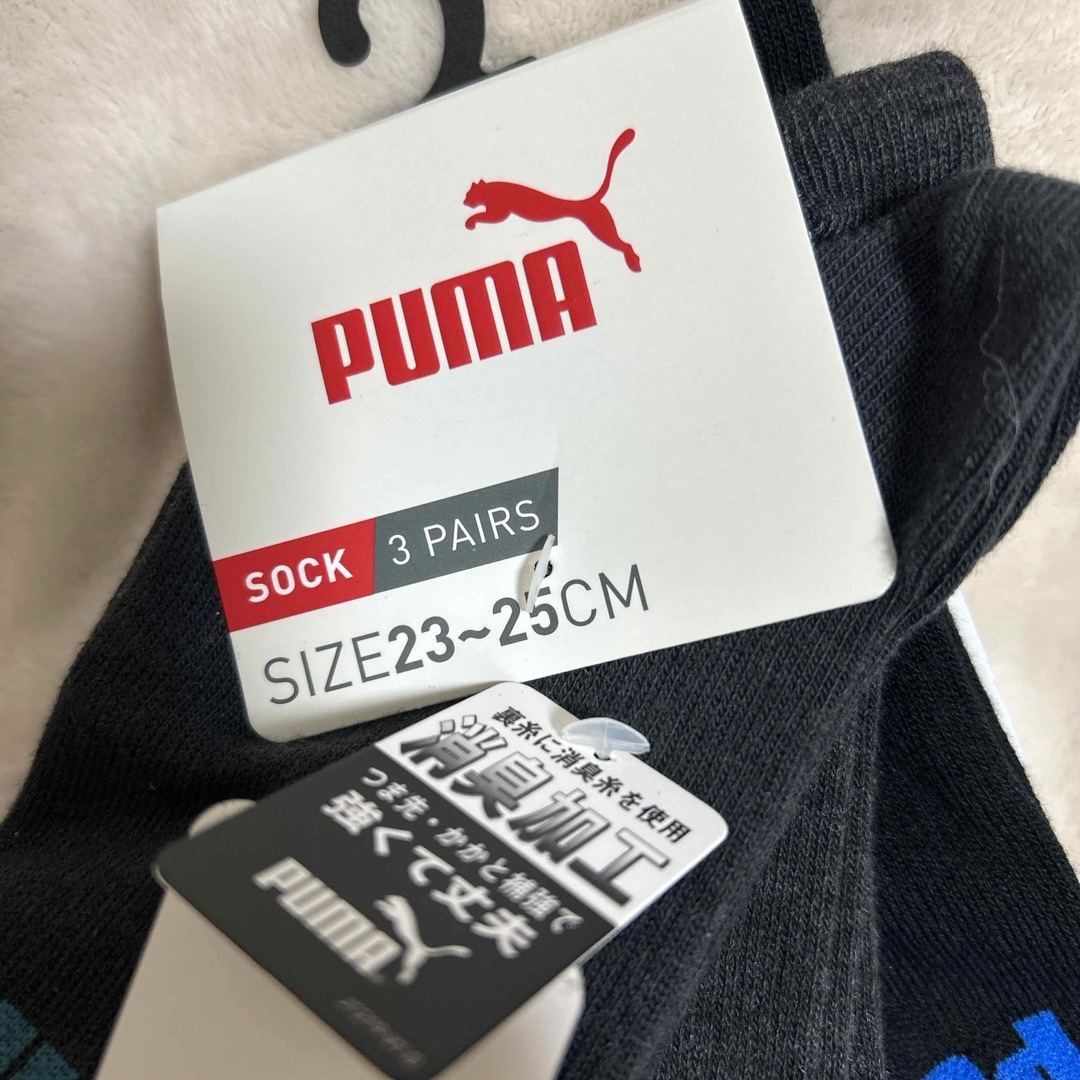 PUMA
SOCK 3 PAIRS
SIZE23~25CM
裏糸に消臭糸を使用
消臭加工
つま先・かかと補強で
強くて丈夫
PUMA